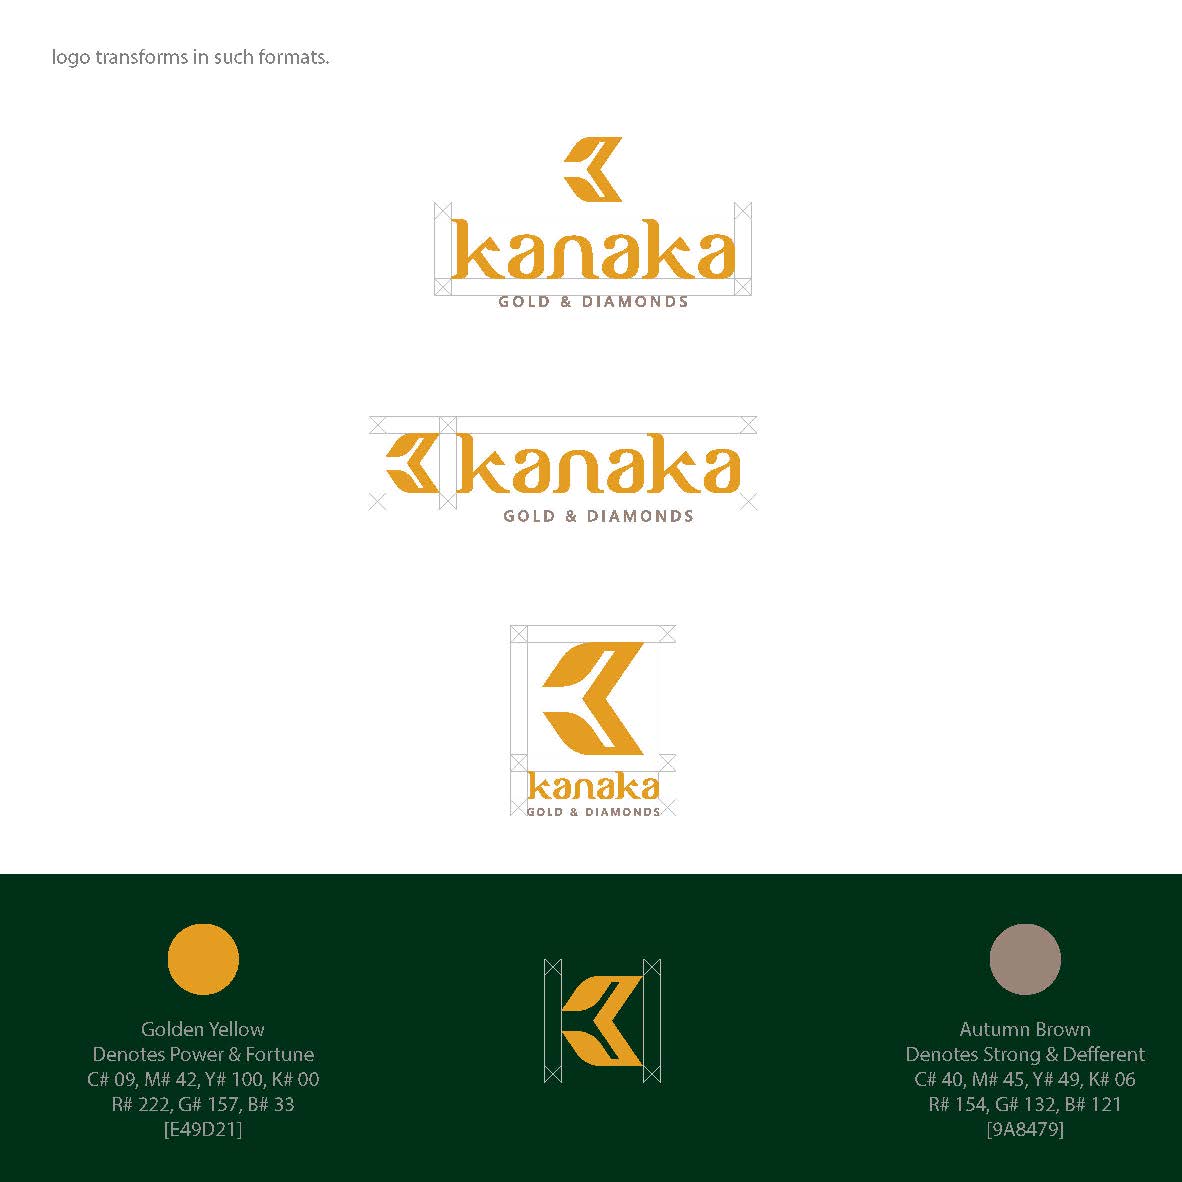 logo transforms in such formats.
kanaka
GOLD & DIAMONDS
kanaka
GOLD & DIAMONDS
kanaka
GOLD & DIAMONDS
Golden Yellow
Denotes Power & Fortune
C# 09, M# 42, Y# 100, K# 00
R# 222, G# 157, B# 33
[E49D21]
Autumn Brown
Denotes Strong & Defferent
C# 40, M# 45, Y# 49, K# 06
R# 154, G# 132, B# 121
[9A8479]